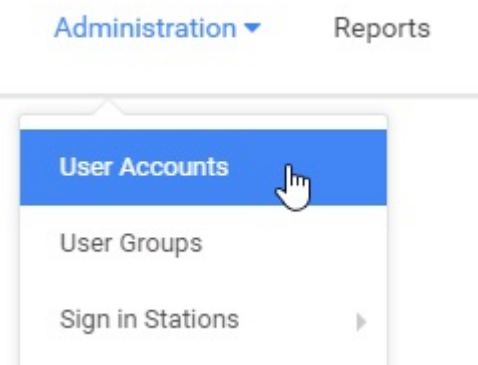 Administration Reports
User Accounts
User Groups
Sign in Stations